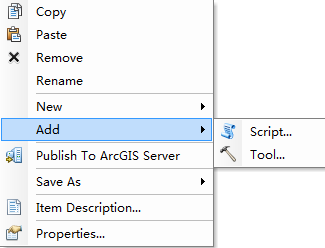 Copy
Paste
Remove
Rename
New
Add
Script...
Tool...
Publish To ArcGIS Server
Save As
Item Description...
Properties...